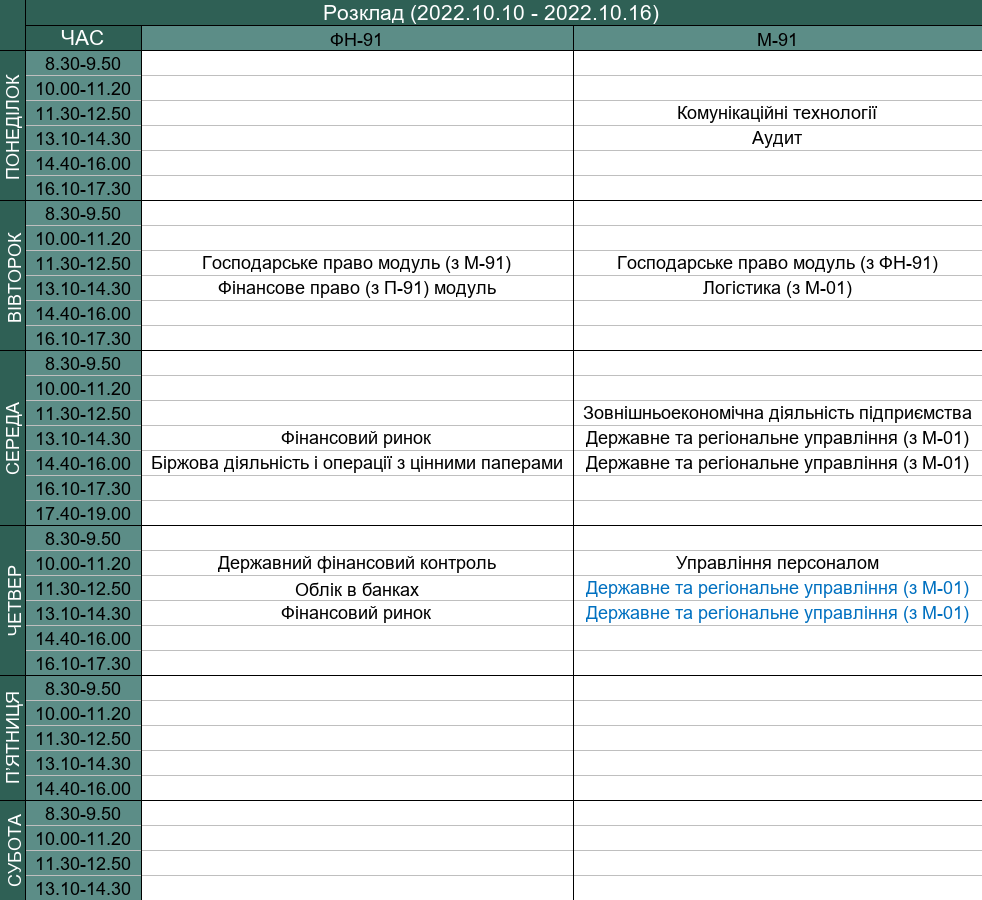 Розклад (2022.10.10 - 2022.10.16)
ЧАС ФН-91 М-91
ПОНЕДІЛОК
8.30-9.50
10.00-11.20
11.30-12.50 Комунікаційні технології
13.10-14.30 Аудит
14.40-16.00
16.10-17.30
ВІВТОРОК
8.30-9.50
10.00-11.20
11.30-12.50 Господарське право модуль (з М-91) Господарське право модуль (з ФН-91)
13.10-14.30 Фінансове право (з П-91) модуль Логістика (з М-01)
14.40-16.00
16.10-17.30
СЕРЕДА
8.30-9.50
10.00-11.20
11.30-12.50 Зовнішньоекономічна діяльність підприємства
13.10-14.30 Фінансовий ринок Державне та регіональне управління (з М-01)
14.40-16.00 Біржова діяльність і операції з цінними паперами Державне та регіональне управління (з М-01)
16.10-17.30
17.40-19.00
ЧЕТВЕР
8.30-9.50
10.00-11.20 Державний фінансовий контроль Управління персоналом
11.30-12.50 Облік в банках Державне та регіональне управління (з М-01)
13.10-14.30 Фінансовий ринок Державне та регіональне управління (з М-01)
14.40-16.00
16.10-17.30
П'ЯТНИЦЯ
8.30-9.50
10.00-11.20
11.30-12.50
13.10-14.30
14.40-16.00
СУБОТА
8.30-9.50
10.00-11.20
11.30-12.50
13.10-14.30